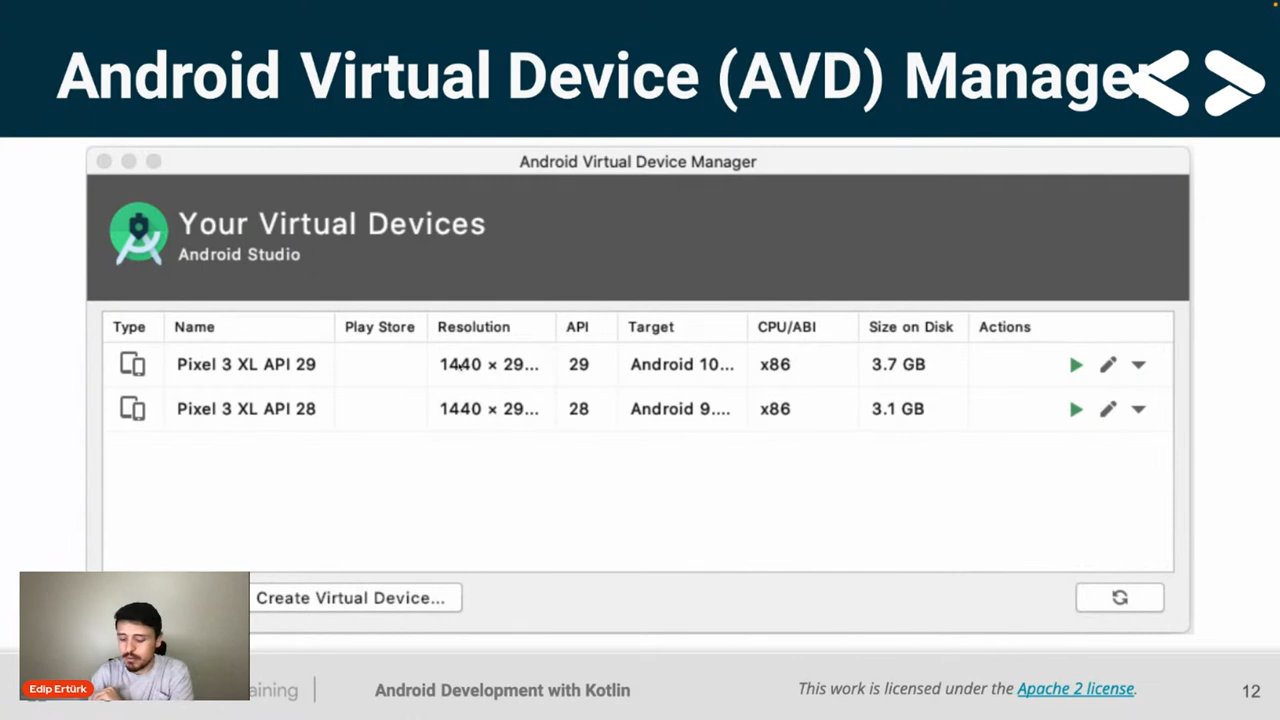 Android Virtual Device (AVD) Manager
Android Virtual Device Manager
Your Virtual Devices
Android Studio
Type Name Play Store Resolution API Target CPU/ABI Size on Disk Actions
Pixel 3 XL API 29 1440 × 29... 29 Android 10... x86 3.7 GB
Pixel 3 XL API 28 1440 × 29... 28 Android 9.... x86 3.1 GB
Create Virtual Device...
Edip Ertürk
Android Development with Kotlin
This work is licensed under the Apache 2 license.
12